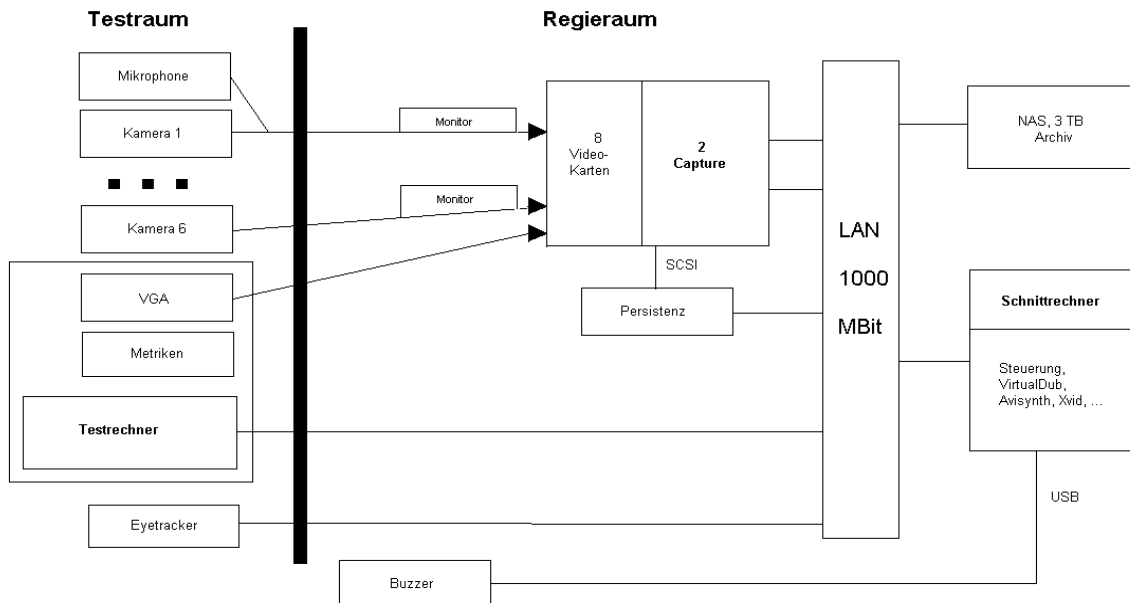 Testraum
Regieraum
Mikrophone
Kamera 1
Kamera 6
VGA
Metriken
Testrechner
Eyetracker
Monitor
Monitor
8
Video-
Karten
2
Capture
SCSI
Persistenz
LAN
1000
MBit
NAS, 3 TB
Archiv
Schnittrechner
Steuerung,
VirtualDub,
Avisynth, Xvid, ...
USB
Buzzer